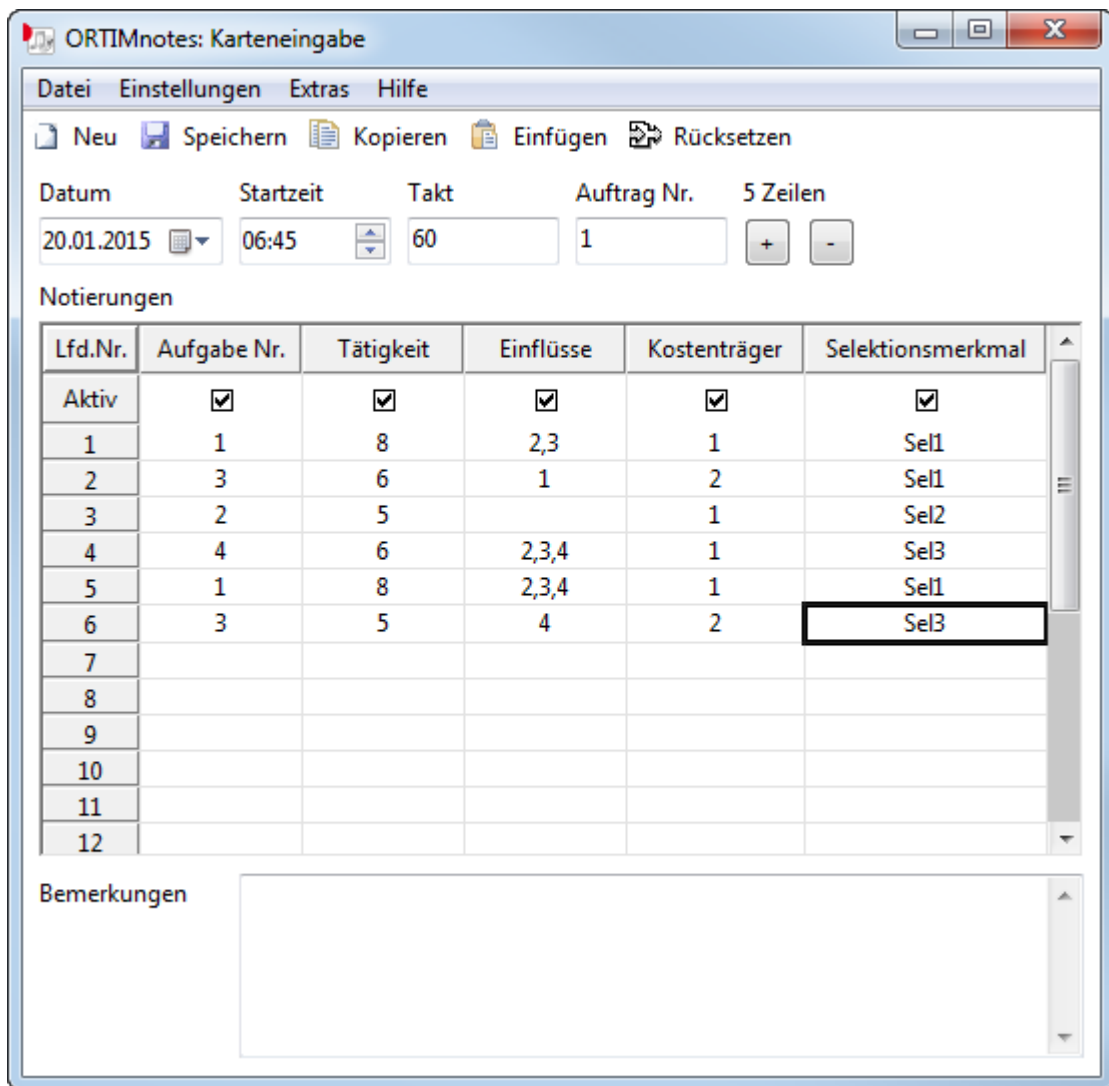 ORTIMnotes: Karteneingabe
Datei Einstellungen Extras Hilfe
Neu Speichern Kopieren Einfügen Rücksetzen
Datum Startzeit Takt Auftrag Nr. 5 Zeilen
20.01.2015 06:45 60 1 + -
Notierungen
Lfd.Nr. Aufgabe Nr. Tätigkeit Einflüsse Kostenträger Selektionsmerkmal
Aktiv
1 1 8 2,3 1 Sel1
2 3 6 1 2 Sel1
3 2 5 1 Sel2
4 4 6 2,3,4 1 Sel3
5 1 8 2,3,4 1 Sel1
6 3 5 4 2 Sel3
7
8
9
10
11
12
Bemerkungen